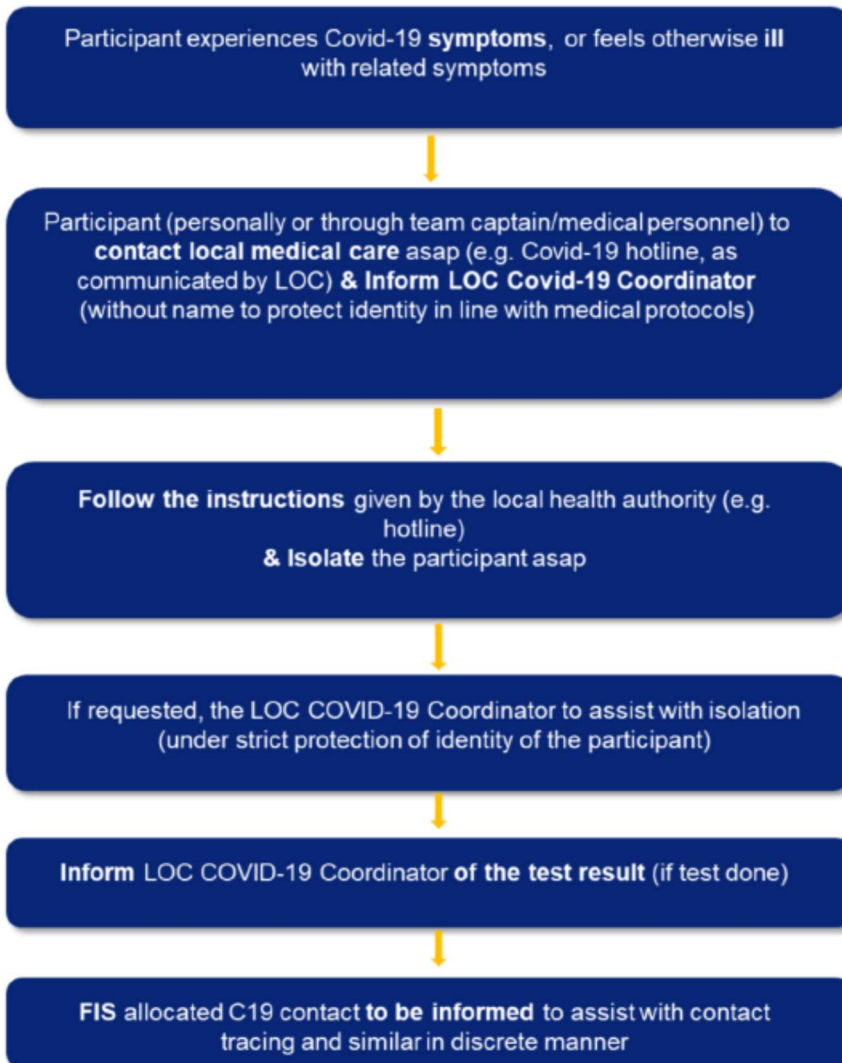 Participant experiences Covid-19 symptoms, or feels otherwise ill
with related symptoms
Participant (personally or through team captain/medical personnel) to
contact local medical care asap (e.g. Covid-19 hotline, as
communicated by LOC) & Inform LOC Covid-19 Coordinator
(without name to protect identity in line with medical protocols)
Follow the instructions given by the local health authority (e.g.
hotline)
& Isolate the participant asap
If requested, the LOC COVID-19 Coordinator to assist with isolation
(under strict protection of identity of the participant)
Inform LOC COVID-19 Coordinator of the test result (if test done)
FIS allocated C19 contact to be informed to assist with contact
tracing and similar in discrete manner